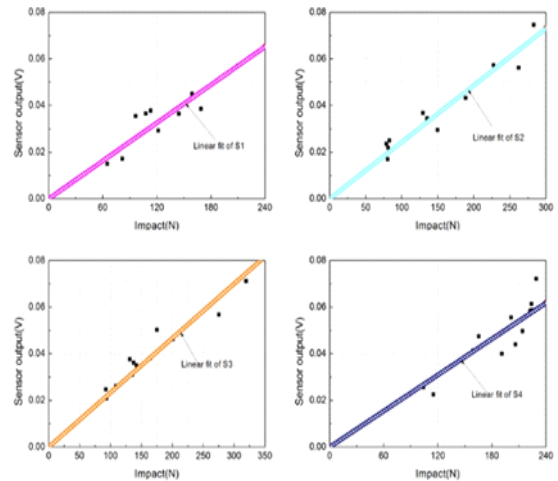 0.08
0.06
0.04
0.02
0.00
Sensor output(V)
Linear fit of S1
0 60 120 180 240
Impact(N)
0.08
0.06
0.04
0.02
0.00
Sensor output(V)
Linear fit of S2
0 50 100 150 200 250 300
Impact(N)
0.08
0.06
0.04
0.02
0.00
Sensor output(V)
Linear fit of S3
0 50 100 150 200 250 300 350
Impact(N)
0.08
0.06
0.04
0.02
0.00
Sensor output(V)
Linear fit of S4
0 60 120 180 240
Impact(N)